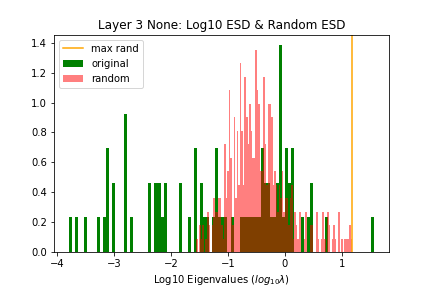 Layer 3 None: Log10 ESD & Random ESD
max rand
original
random
1.4
1.2
1.0
0.8
0.6
0.4
0.2
0.0
−4
−3
−2
−1
0
1
Log10 Eigenvalues (log₁₀λ)